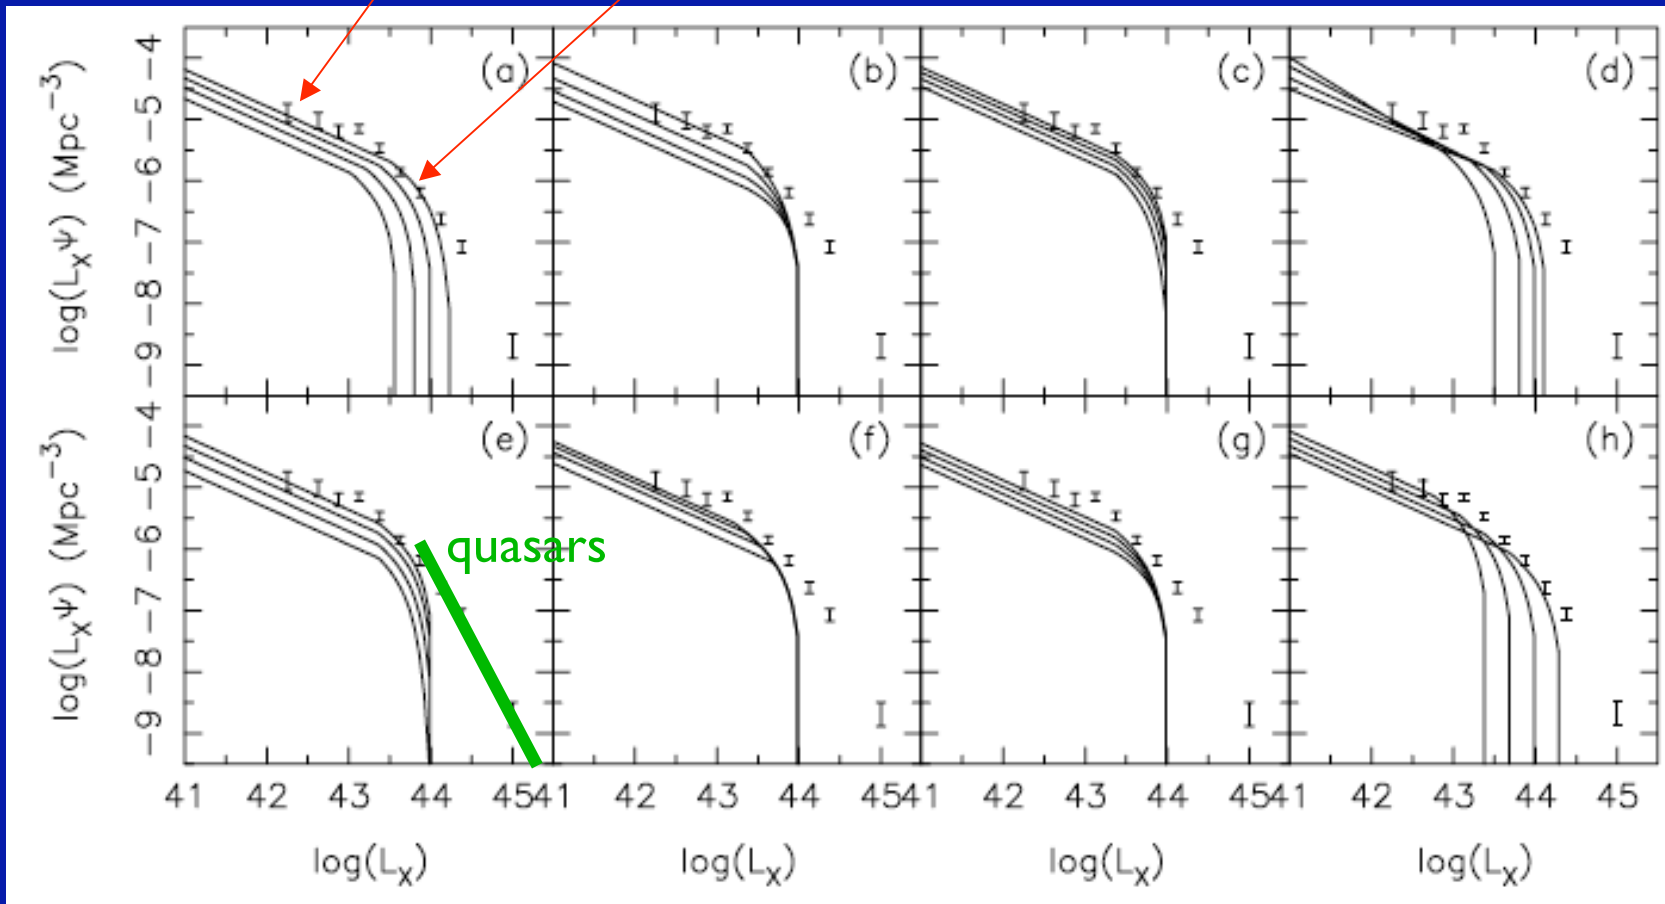 log(L_XΨ) (Mpc⁻³)
-4
-5
-6
-7
-8
-9
(a)
(b)
(c)
(d)
log(L_XΨ) (Mpc⁻³)
-4
-5
-6
-7
-8
-9
(e)
quasars
(f)
(g)
(h)
41 42 43 44 4541 42 43 44 4541 42 43 44 4541 42 43 44 45
log(L_X) log(L_X) log(L_X) log(L_X)